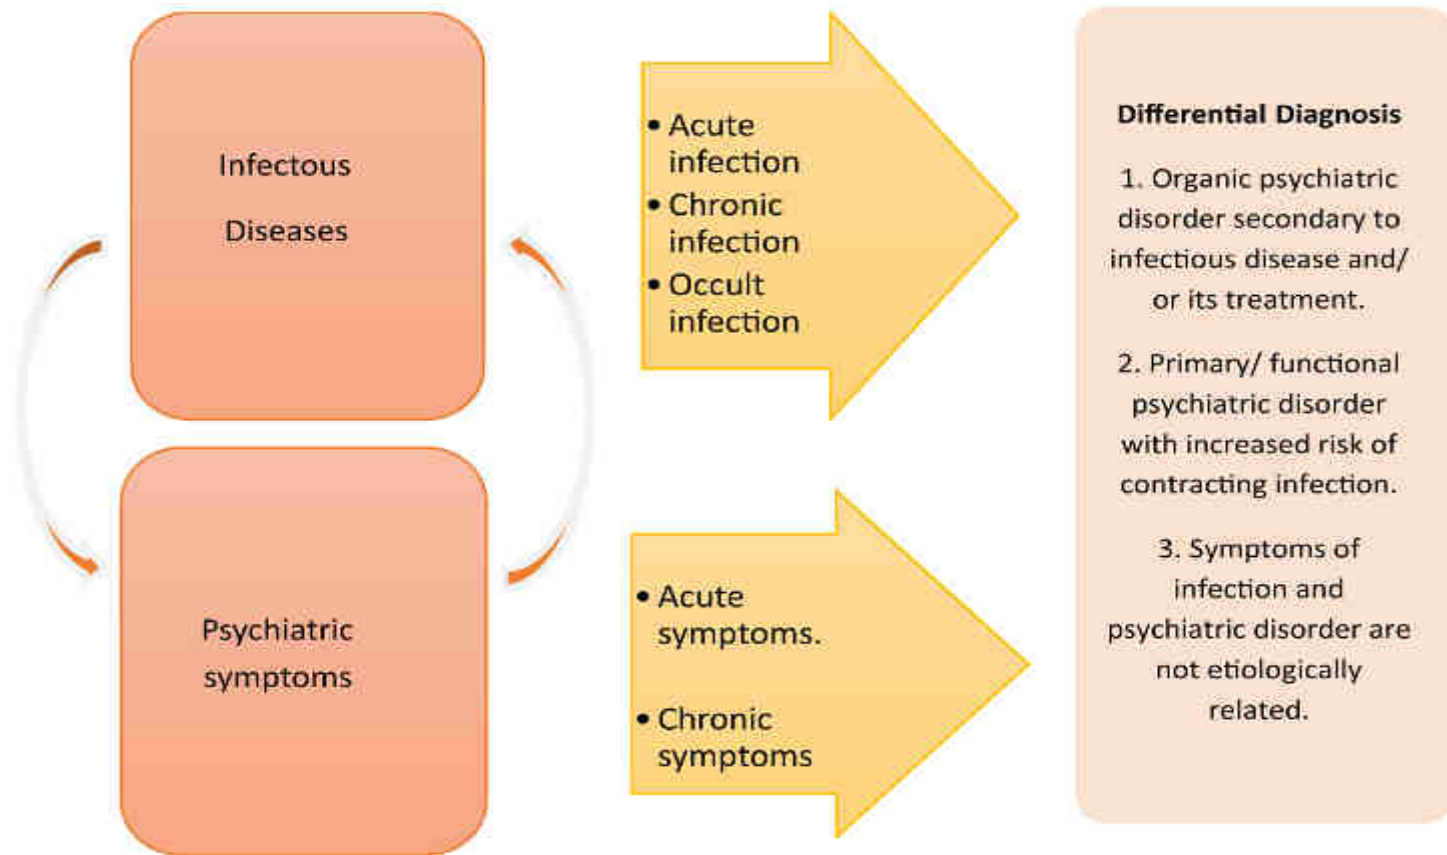 Infectous
Diseases
• Acute
infection
• Chronic
infection
• Occult
infection
Psychiatric
symptoms
• Acute
symptoms.
• Chronic
symptoms
Differential Diagnosis
1. Organic psychiatric
disorder secondary to
infectious disease and/
or its treatment.
2. Primary/ functional
psychiatric disorder
with increased risk of
contracting infection.
3. Symptoms of
infection and
psychiatric disorder are
not etiologically
related.